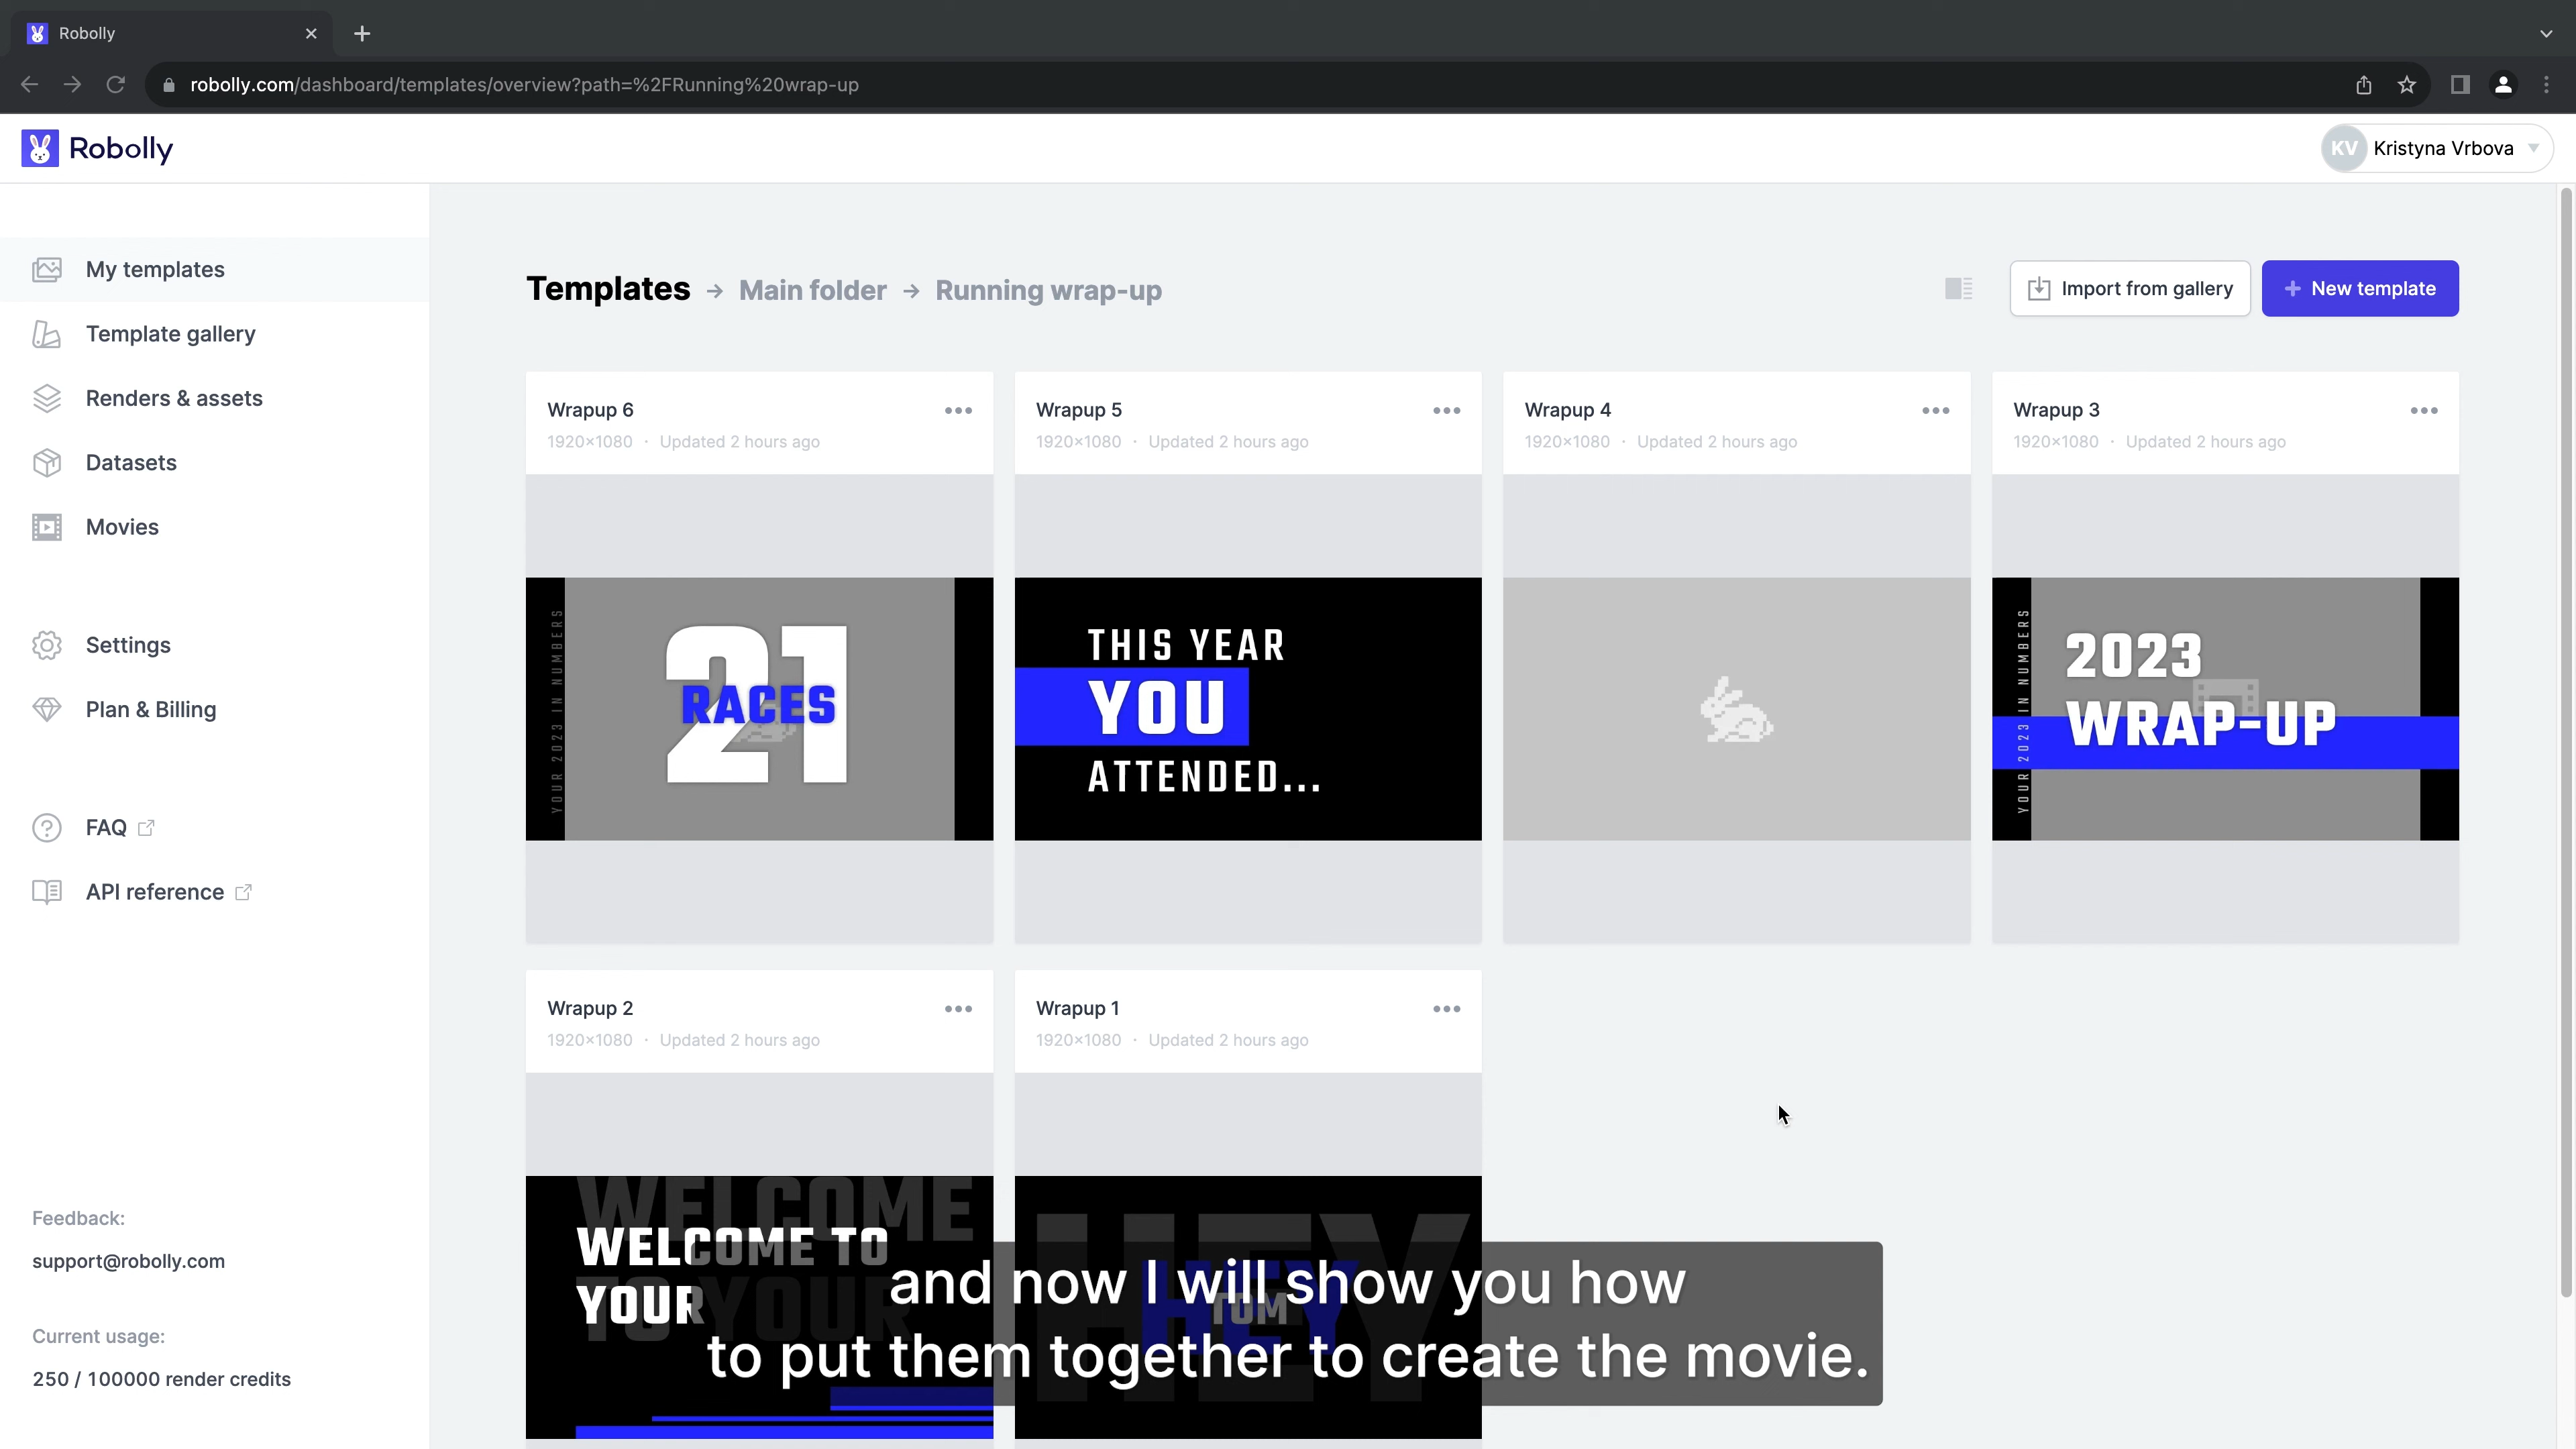 Robolly
robolly.com/dashboard/templates/overview?path=%2FRunning%20wrap-up
Robolly
KV Kristyna Vrbova
My templates
Template gallery
Renders & assets
Datasets
Movies
Settings
Plan & Billing
FAQ
API reference
Feedback:
support@robolly.com
Current usage:
250 / 100000 render credits
Templates → Main folder → Running wrap-up
Import from gallery
+ New template
Wrapup 6
1920×1080 · Updated 2 hours ago
YOUR 2023 IN NUMBERS
21
RACES
Wrapup 5
1920×1080 · Updated 2 hours ago
THIS YEAR
YOU
ATTENDED...
Wrapup 4
1920×1080 · Updated 2 hours ago
Wrapup 3
1920×1080 · Updated 2 hours ago
YOUR 2023 IN NUMBERS
2023
WRAP-UP
Wrapup 2
1920×1080 · Updated 2 hours ago
WELCOME
WELCOME TO
YOUR
TO YOUR
Wrapup 1
1920×1080 · Updated 2 hours ago
HEY
HEY
TOM
and now I will show you how
to put them together to create the movie.